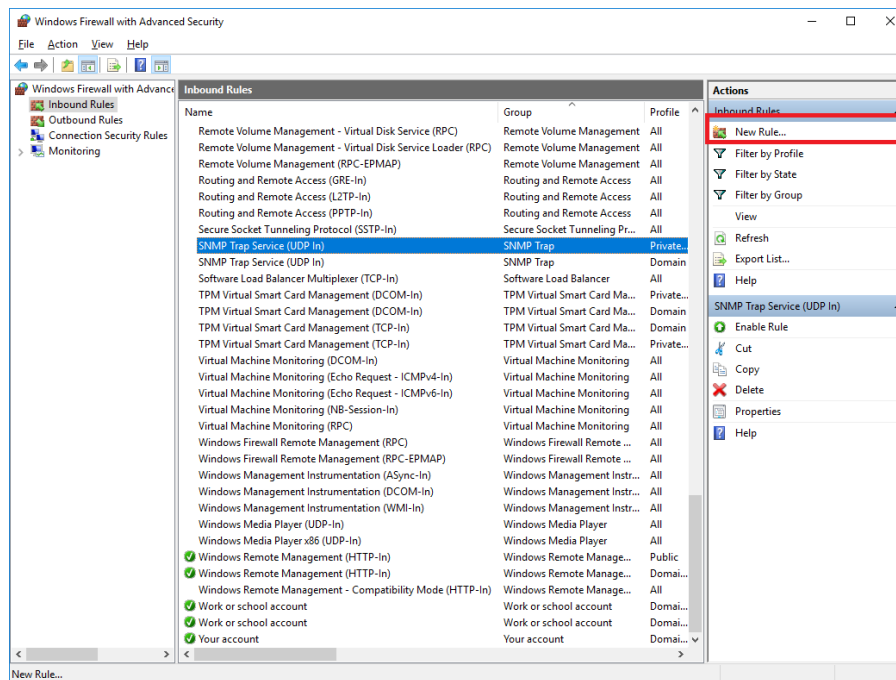 Windows Firewall with Advanced Security
File Action View Help
Windows Firewall with Advance
Inbound Rules
Outbound Rules
Connection Security Rules
Monitoring
Inbound Rules
Name Group Profile
Remote Volume Management - Virtual Disk Service (RPC) Remote Volume Management All
Remote Volume Management - Virtual Disk Service Loader (RPC) Remote Volume Management All
Remote Volume Management (RPC-EPMAP) Remote Volume Management All
Routing and Remote Access (GRE-In) Routing and Remote Access All
Routing and Remote Access (L2TP-In) Routing and Remote Access All
Routing and Remote Access (PPTP-In) Routing and Remote Access All
Secure Socket Tunneling Protocol (SSTP-In) Secure Socket Tunneling Pr... All
SNMP Trap Service (UDP In) SNMP Trap Private...
SNMP Trap Service (UDP In) SNMP Trap Domain
Software Load Balancer Multiplexer (TCP-In) Software Load Balancer All
TPM Virtual Smart Card Management (DCOM-In) TPM Virtual Smart Card Ma... Private...
TPM Virtual Smart Card Management (DCOM-In) TPM Virtual Smart Card Ma... Domain
TPM Virtual Smart Card Management (TCP-In) TPM Virtual Smart Card Ma... Domain
TPM Virtual Smart Card Management (TCP-In) TPM Virtual Smart Card Ma... Private...
Virtual Machine Monitoring (DCOM-In) Virtual Machine Monitoring All
Virtual Machine Monitoring (Echo Request - ICMPv4-In) Virtual Machine Monitoring All
Virtual Machine Monitoring (Echo Request - ICMPv6-In) Virtual Machine Monitoring All
Virtual Machine Monitoring (NB-Session-In) Virtual Machine Monitoring All
Virtual Machine Monitoring (RPC) Virtual Machine Monitoring All
Windows Firewall Remote Management (RPC) Windows Firewall Remote ... All
Windows Firewall Remote Management (RPC-EPMAP) Windows Firewall Remote ... All
Windows Management Instrumentation (ASync-In) Windows Management Instr... All
Windows Management Instrumentation (DCOM-In) Windows Management Instr... All
Windows Management Instrumentation (WMI-In) Windows Management Instr... All
Windows Media Player (UDP-In) Windows Media Player All
Windows Media Player x86 (UDP-In) Windows Media Player All
Windows Remote Management (HTTP-In) Windows Remote Manage... Public
Windows Remote Management (HTTP-In) Windows Remote Manage... Domai...
Windows Remote Management - Compatibility Mode (HTTP-In) Windows Remote Manage... All
Work or school account Work or school account Domai...
Work or school account Work or school account Domai...
Your account Your account Domai...
Actions
Inbound Rules
New Rule...
Filter by Profile
Filter by State
Filter by Group
View
Refresh
Export List...
Help
SNMP Trap Service (UDP In)
Enable Rule
Cut
Copy
Delete
Properties
Help
New Rule...